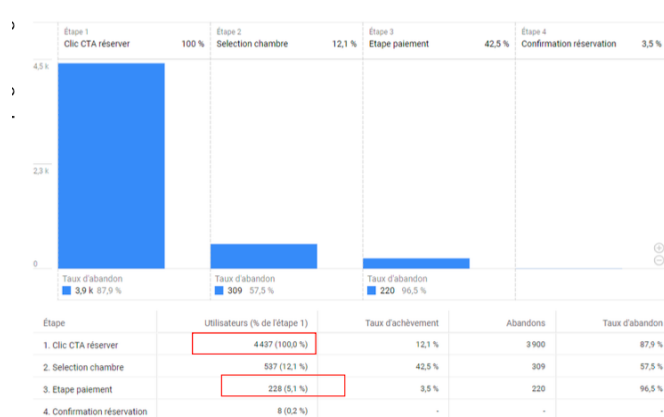 Étape 1
Clic CTA réserver 100 %
Étape 2
Selection chambre 12,1 %
Étape 3
Etape paiement 42,5 %
Étape 4
Confirmation réservation 3,5 %
4,5 k
2,3 k
0
Taux d'abandon
3,9 k 87,9 %
Taux d'abandon
309 57,5 %
Taux d'abandon
220 96,5 %
Étape Utilisateurs (% de l'étape 1) Taux d'achèvement Abandons Taux d'abandon
1. Clic CTA réserver 4 437 (100,0 %) 12,1 % 3 900 87,9 %
2. Selection chambre 537 (12,1 %) 42,5 % 309 57,5 %
3. Etape paiement 228 (5,1 %) 3,5 % 220 96,5 %
4. Confirmation réservation 8 (0,2 %) - - -